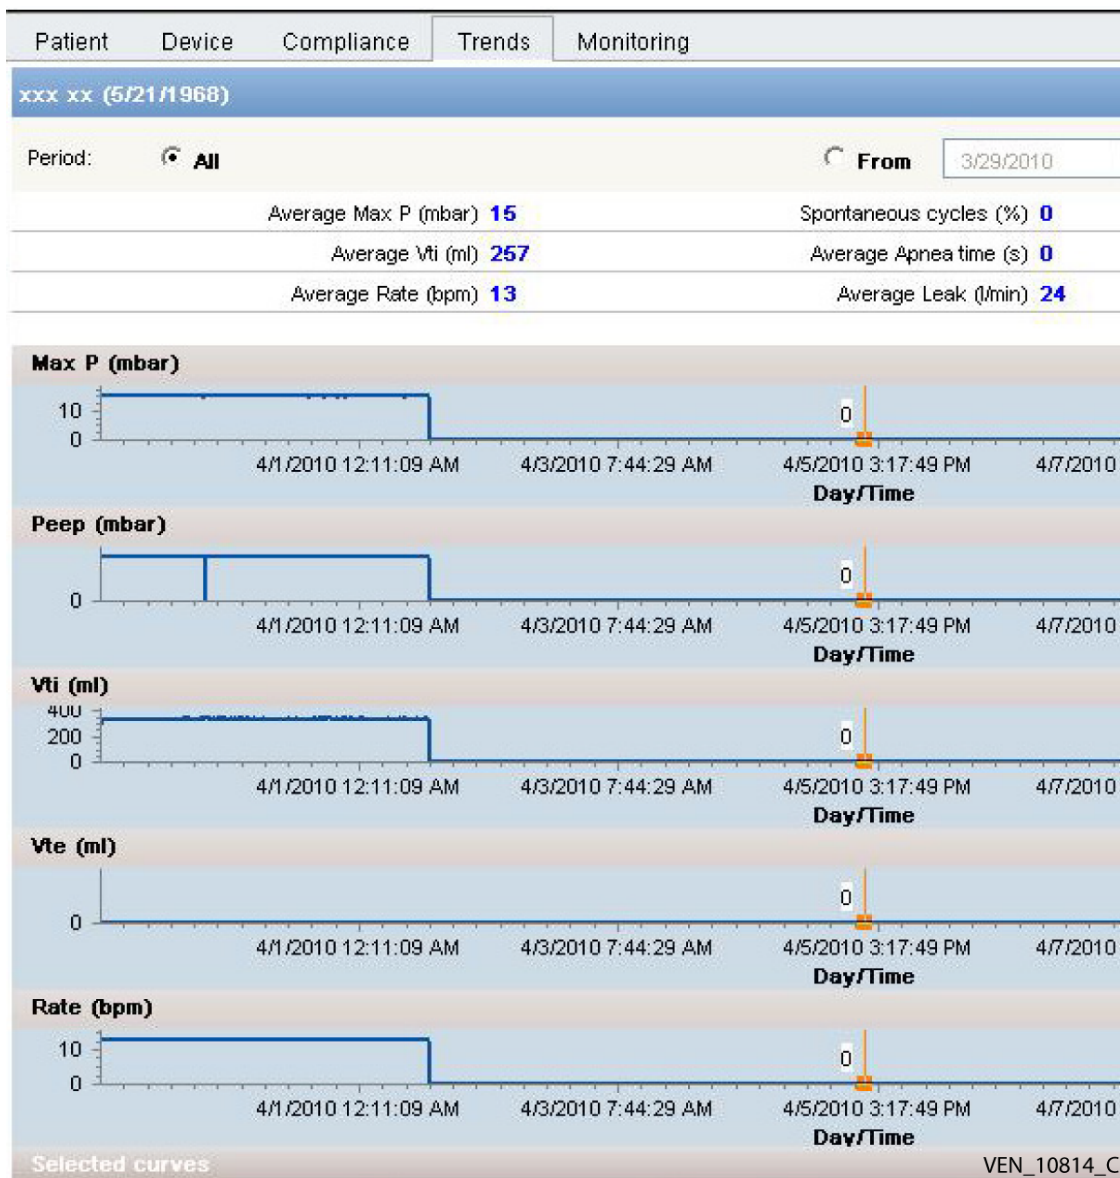 Patient Device Compliance Trends Monitoring
xxx xx (5/21/1968)
Period: All From 3/29/2010
Average Max P (mbar) 15 Spontaneous cycles (%) 0
Average Vti (ml) 257 Average Apnea time (s) 0
Average Rate (bpm) 13 Average Leak (l/min) 24
Max P (mbar)
10
0
0
4/1/2010 12:11:09 AM 4/3/2010 7:44:29 AM 4/5/2010 3:17:49 PM 4/7/2010
Day/Time
Peep (mbar)
0
0
4/1/2010 12:11:09 AM 4/3/2010 7:44:29 AM 4/5/2010 3:17:49 PM 4/7/2010
Day/Time
Vti (ml)
400
200
0
0
4/1/2010 12:11:09 AM 4/3/2010 7:44:29 AM 4/5/2010 3:17:49 PM 4/7/2010
Day/Time
Vte (ml)
0
0
4/1/2010 12:11:09 AM 4/3/2010 7:44:29 AM 4/5/2010 3:17:49 PM 4/7/2010
Day/Time
Rate (bpm)
10
0
0
4/1/2010 12:11:09 AM 4/3/2010 7:44:29 AM 4/5/2010 3:17:49 PM 4/7/2010
Day/Time
Selected curves
VEN_10814_C